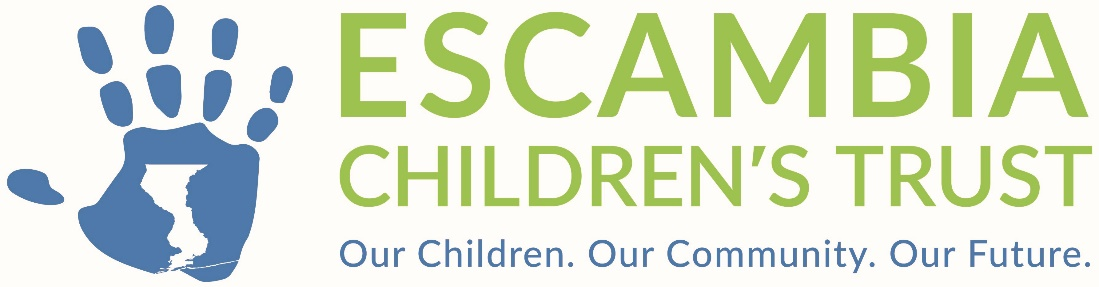 ESCAMBIA
CHILDREN'S TRUST
Our Children. Our Community. Our Future.